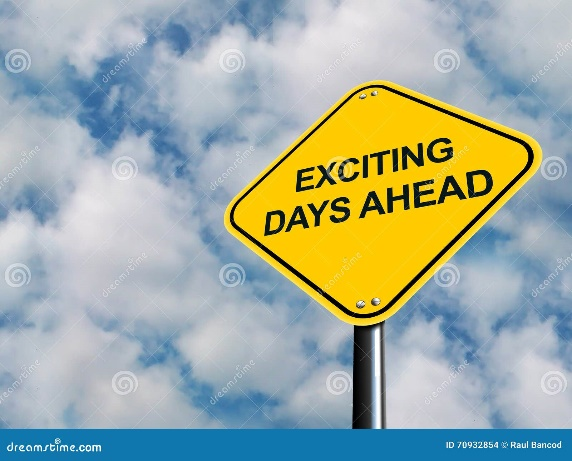 EXCITING
DAYS AHEAD
dreamstime.com
ID 70932854 © Raul Bancod